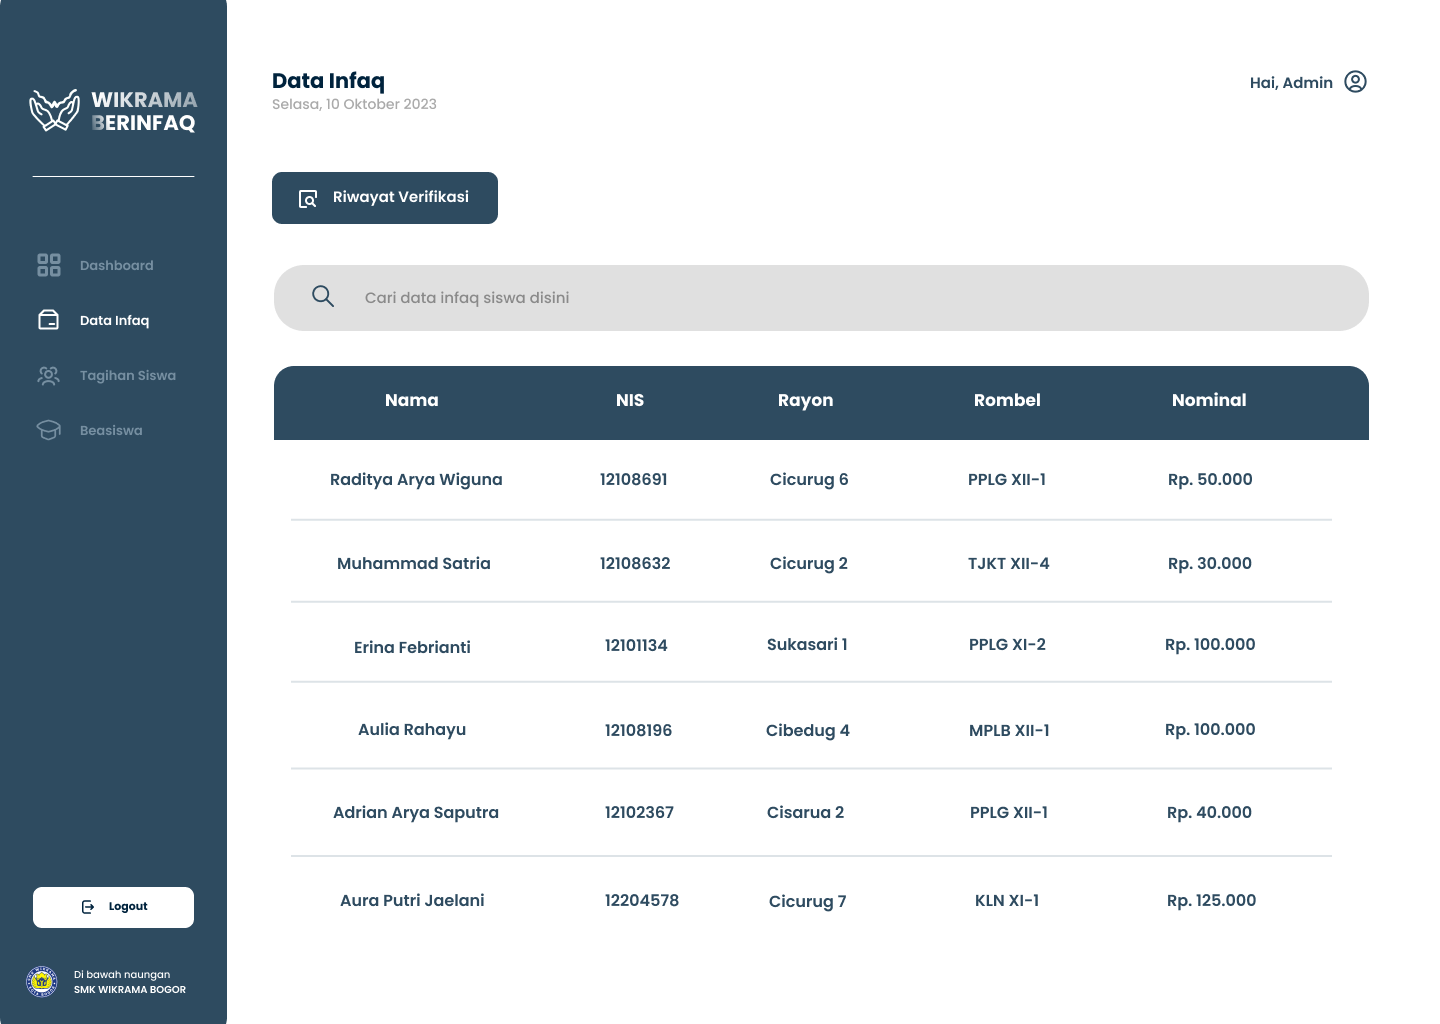 WIKRAMA
BERINFAQ
Dashboard
Data Infaq
Tagihan Siswa
Beasiswa
Logout
Di bawah naungan
SMK WIKRAMA BOGOR
Data Infaq
Selasa, 10 Oktober 2023
Hai, Admin
Riwayat Verifikasi
Cari data infaq siswa disini
Nama NIS Rayon Rombel Nominal
Raditya Arya Wiguna 12108691 Cicurug 6 PPLG XII-1 Rp. 50.000
Muhammad Satria 12108632 Cicurug 2 TJKT XII-4 Rp. 30.000
Erina Febrianti 12101134 Sukasari 1 PPLG XI-2 Rp. 100.000
Aulia Rahayu 12108196 Cibedug 4 MPLB XII-1 Rp. 100.000
Adrian Arya Saputra 12102367 Cisarua 2 PPLG XII-1 Rp. 40.000
Aura Putri Jaelani 12204578 Cicurug 7 KLN XI-1 Rp. 125.000